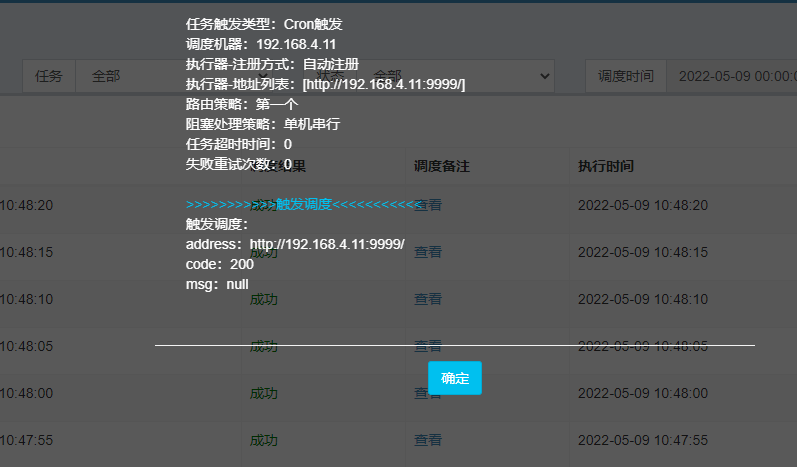 任务触发类型：Cron触发
调度机器：192.168.4.11
执行器-注册方式：自动注册
执行器-地址列表：[http://192.168.4.11:9999/]
路由策略：第一个
阻塞处理策略：单机串行
任务超时时间：0
失败重试次数：0
>>>>>>>>>>>触发调度<<<<<<<<<<<
触发调度：
address：http://192.168.4.11:9999/
code：200
msg：null
确定
任务 全部 状态 全部 调度时间 2022-05-09 00:00:0
调度结果 调度备注 执行时间
10:48:20 成功 查看 2022-05-09 10:48:20
10:48:15 成功 查看 2022-05-09 10:48:15
10:48:10 成功 查看 2022-05-09 10:48:10
10:48:05 成功 查看 2022-05-09 10:48:05
10:48:00 成功 查看 2022-05-09 10:48:00
10:47:55 成功 查看 2022-05-09 10:47:55